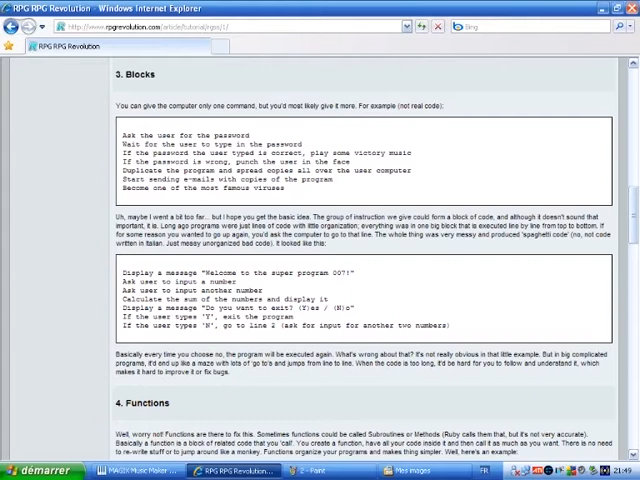 RPG RPG Revolution - Windows Internet Explorer
http://www.rpgrevolution.com/article/tutorial/rgss/1/
Bing
RPG RPG Revolution
3. Blocks
You can give the computer only one command, but you'd most likely give it more. For example (not real code):
Ask the user for the password
Wait for the user to type in the password
If the password the user typed is correct, play some victory music
If the password is wrong, punch the user in the face
Duplicate the program and spread copies all over the user computer
Start sending e-mails with copies of the program
Become one of the most famous viruses
Uh, maybe I went a bit too far... but I hope you get the basic idea. The group of instruction we give could form a block of code, and although it doesn't sound that
important, it is. Long ago programs were just lines of code with little organization; everything was in one big block that is executed line by line from top to bottom. If
for some reason you wanted to go up again, you'd ask the computer to go to that line. The whole thing was very messy and produced 'spaghetti code' (no, not code
written in Italian. Just messy unorganized bad code). It looked like this:
Display a message "Welcome to the super program 007!"
Ask user to input a number
Ask user to input another number
Calculate the sum of the numbers and display it
Display a message "Do you want to exit? (Y)es / (N)o"
If the user types 'Y', exit the program
If the user types 'N', go to line 2 (ask for input for another two numbers)
Basically every time you choose no, the program will be executed again. What's wrong about that? It's not really obvious in that little example. But in big complicated
programs, it'd end up like a maze with lots of 'go to's and jumps from line to line. When the code is too long, it'd be hard for you to follow and understand it, which
makes it hard to improve it or fix bugs.
4. Functions
Well, worry not! Functions are there to fix this. Sometimes functions could be called Subroutines or Methods (Ruby calls them that, but it's not very accurate).
Basically a function is a block of related code that you 'call'. You create a function, have all your code inside it and then call it as much as you want. There is no need
to re-write stuff or to jump around like a monkey. Functions organize your programs and makes thing simpler. Well, here's an example:
démarrer
MAGIX Music Maker ...
RPG RPG Revolution...
2 - Paint
Mes images
FR
21:49